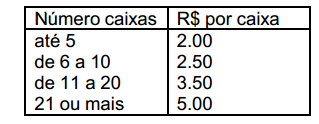 Número caixas R$ por caixa
até 5 2.00
de 6 a 10 2.50
de 11 a 20 3.50
21 ou mais 5.00